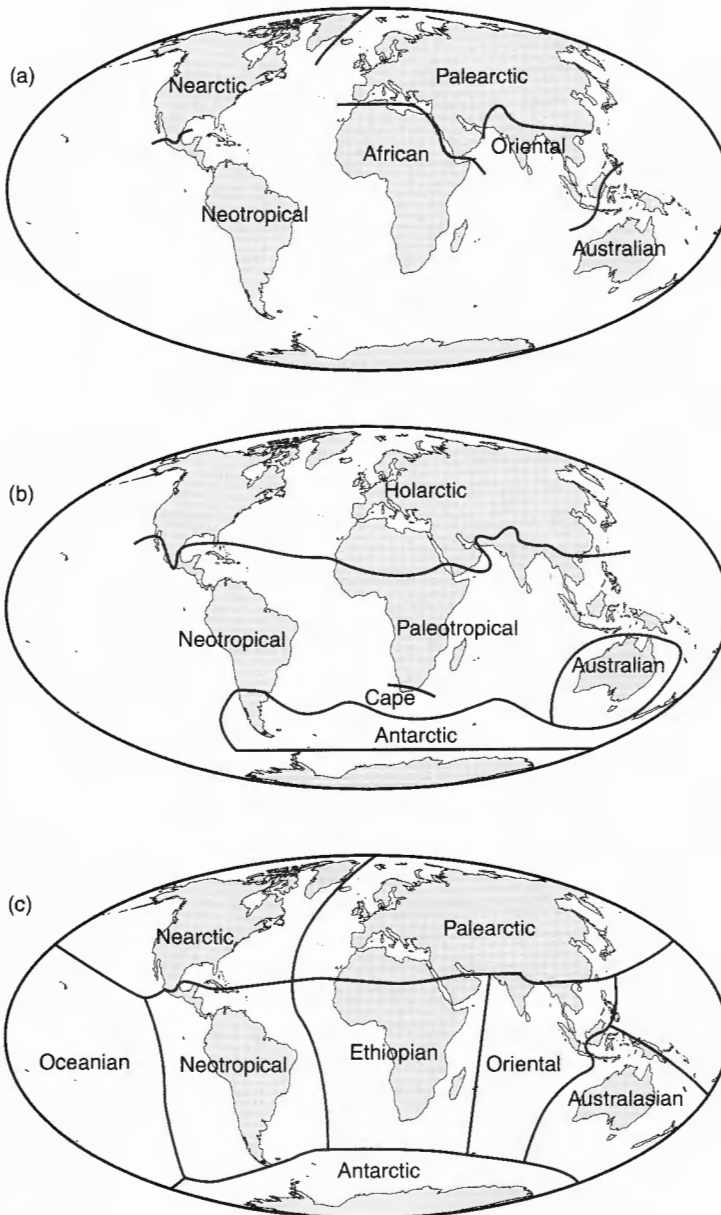 (a)
Nearctic
Palearctic
African
Oriental
Neotropical
Australian
(b)
Holarctic
Neotropical
Paleotropical
Australian
Cape
Antarctic
(c)
Nearctic
Palearctic
Oceanian
Neotropical
Ethiopian
Oriental
Australasian
Antarctic